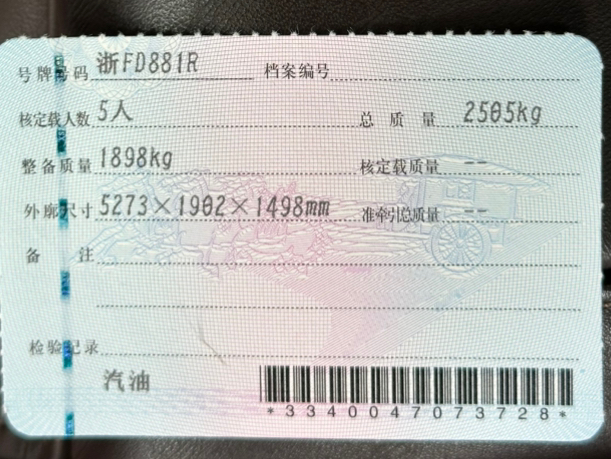 号牌号码 浙FD881R 档案编号
核定载人数 5人 总质量 2505kg
整备质量 1898kg 核定载质量 --
外廓尺寸 5273×1902×1498mm 准牵引总质量 --
备注
检验记录
汽油
*3340047073728*